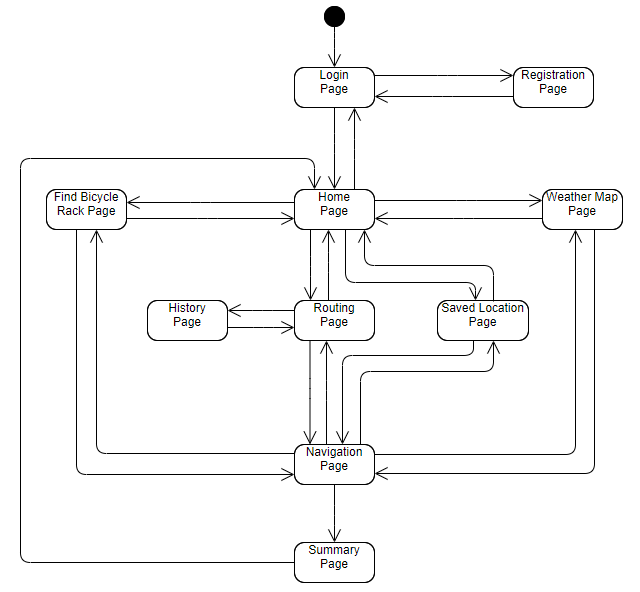 Login
Page
Registration
Page
Find Bicycle
Rack Page
Home
Page
Weather Map
Page
History
Page
Routing
Page
Saved Location
Page
Navigation
Page
Summary
Page